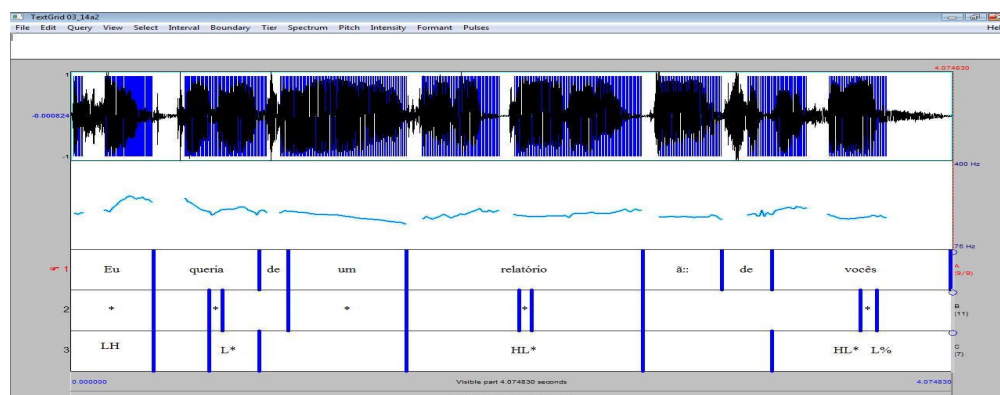 TextGrid 03_14a2
File Edit Query View Select Interval Boundary Tier Spectrum Pitch Intensity Formant Pulses Hel
4.074830
1
-0.000824
-1
400 Hz
75 Hz
1 Eu queria de um relatório ã:: de vocês A (9/9)
2 * * * * * B (11)
3 LH L* HL* HL* L% C (7)
0.000000 Visible part 4.074830 seconds 4.074830